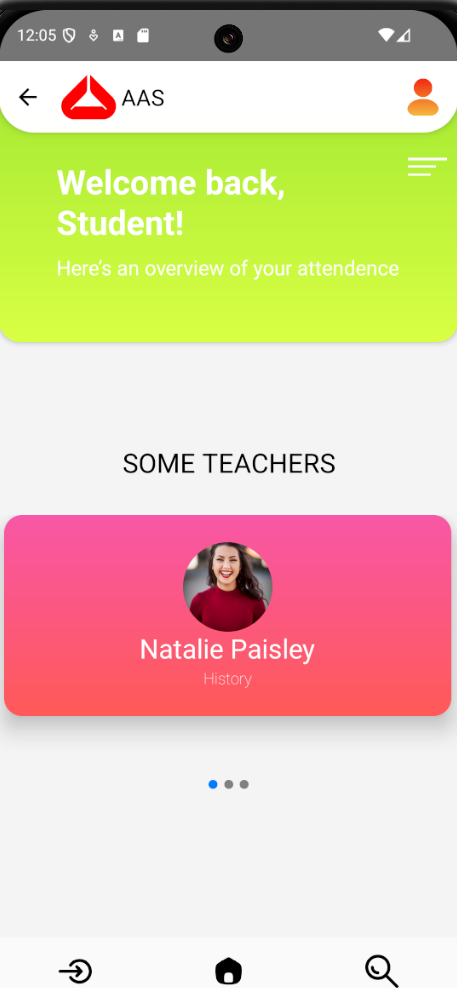 12:05
AAS
Welcome back,
Student!
Here's an overview of your attendence
SOME TEACHERS
Natalie Paisley
History